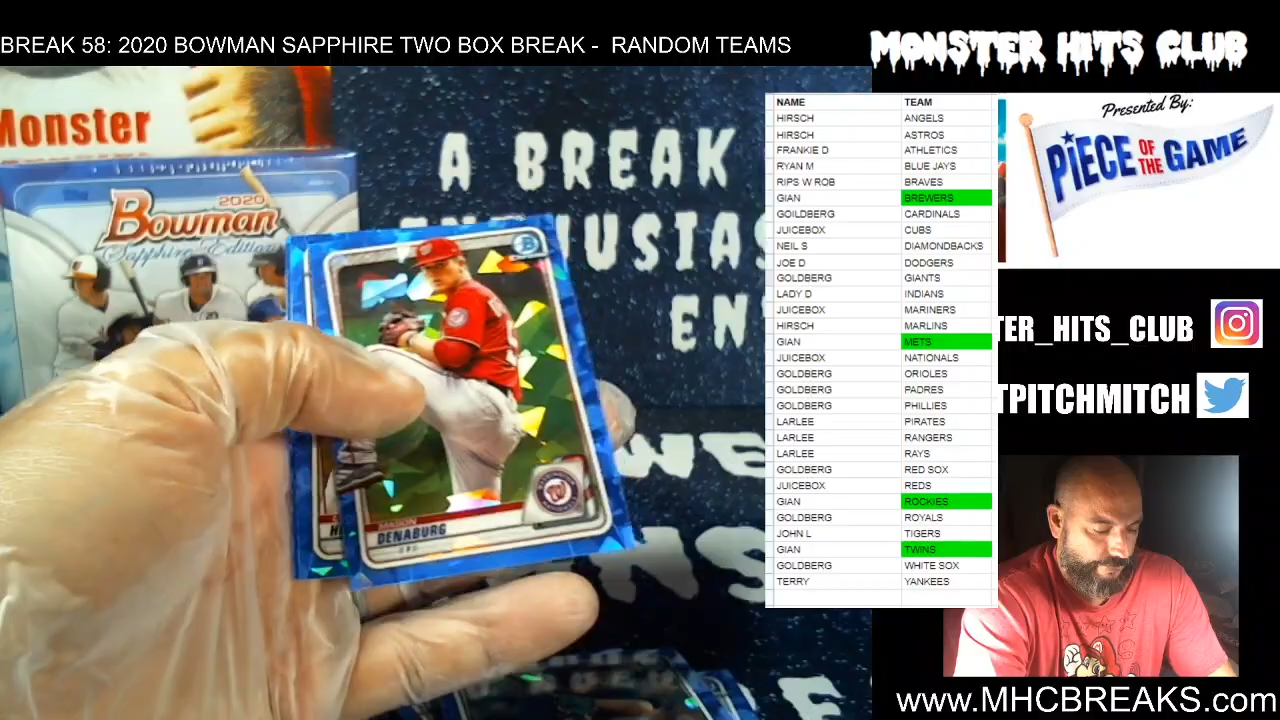 BREAK 58: 2020 BOWMAN SAPPHIRE TWO BOX BREAK - RANDOM TEAMS
MONSTER HITS CLUB
Presented By:
PIECE OF THE GAME
NAME TEAM
HIRSCH ANGELS
HIRSCH ASTROS
FRANKIE D ATHLETICS
RYAN M BLUE JAYS
RIPS W ROB BRAVES
GIAN BREWERS
GOILDBERG CARDINALS
JUICEBOX CUBS
NEIL S DIAMONDBACKS
JOE D DODGERS
GOLDBERG GIANTS
LADY D INDIANS
JUICEBOX MARINERS
HIRSCH MARLINS
GIAN METS
JUICEBOX NATIONALS
GOLDBERG ORIOLES
GOLDBERG PADRES
GOLDBERG PHILLIES
LARLEE PIRATES
LARLEE RANGERS
LARLEE RAYS
GOLDBERG RED SOX
JUICEBOX REDS
GIAN ROCKIES
GOLDBERG ROYALS
JOHN L TIGERS
GIAN TWINS
GOLDBERG WHITE SOX
TERRY YANKEES
TER_HITS_CLUB
TPITCHMITCH
www.MHCBREAKS.com
Monster
2020
Bowman
Sapphire Edition
A BREAK
USIA
EN
WE
NS
MASON
DENABURG